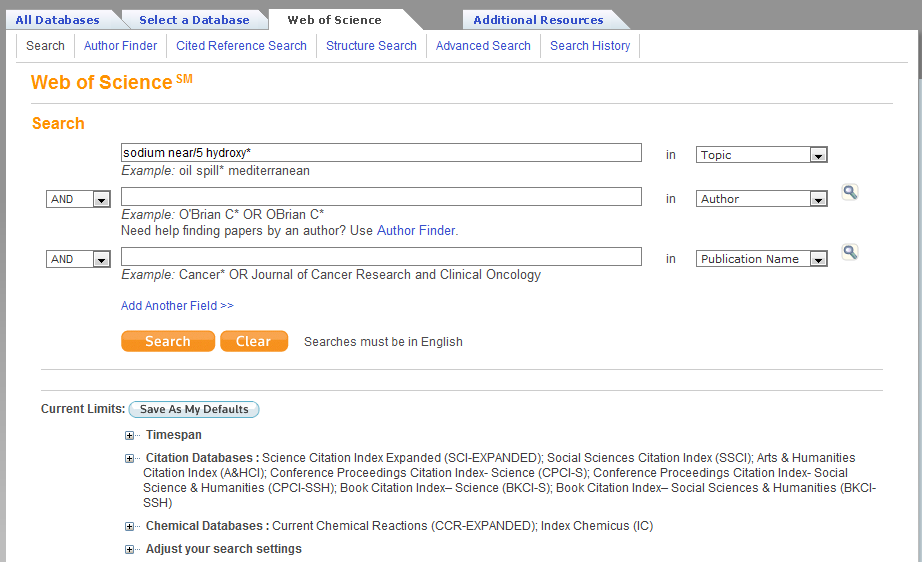 All Databases Select a Database Web of Science Additional Resources
Search Author Finder Cited Reference Search Structure Search Advanced Search Search History
Web of Science SM
Search
sodium near/5 hydroxy* in Topic
Example: oil spill* mediterranean
AND in Author
Example: O'Brian C* OR OBrian C*
Need help finding papers by an author? Use Author Finder.
AND in Publication Name
Example: Cancer* OR Journal of Cancer Research and Clinical Oncology
Add Another Field >>
Search Clear Searches must be in English
Current Limits: Save As My Defaults
Timespan
Citation Databases : Science Citation Index Expanded (SCI-EXPANDED); Social Sciences Citation Index (SSCI); Arts & Humanities
Citation Index (A&HCI); Conference Proceedings Citation Index- Science (CPCI-S); Conference Proceedings Citation Index- Social
Science & Humanities (CPCI-SSH); Book Citation Index– Science (BKCI-S); Book Citation Index– Social Sciences & Humanities (BKCI-
SSH)
Chemical Databases : Current Chemical Reactions (CCR-EXPANDED); Index Chemicus (IC)
Adjust your search settings